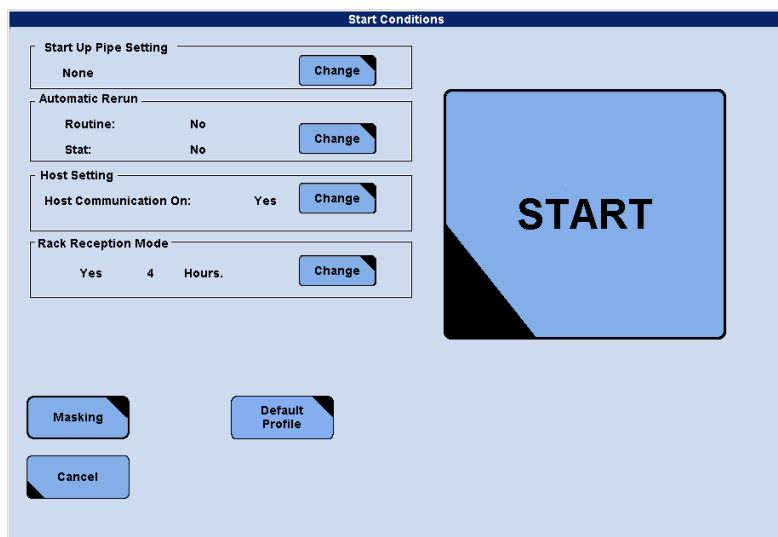 Start Conditions
Start Up Pipe Setting
None
Change
Automatic Rerun
Routine: No
Stat: No
Change
Host Setting
Host Communication On: Yes
Change
Rack Reception Mode
Yes 4 Hours.
Change
START
Masking
Default
Profile
Cancel